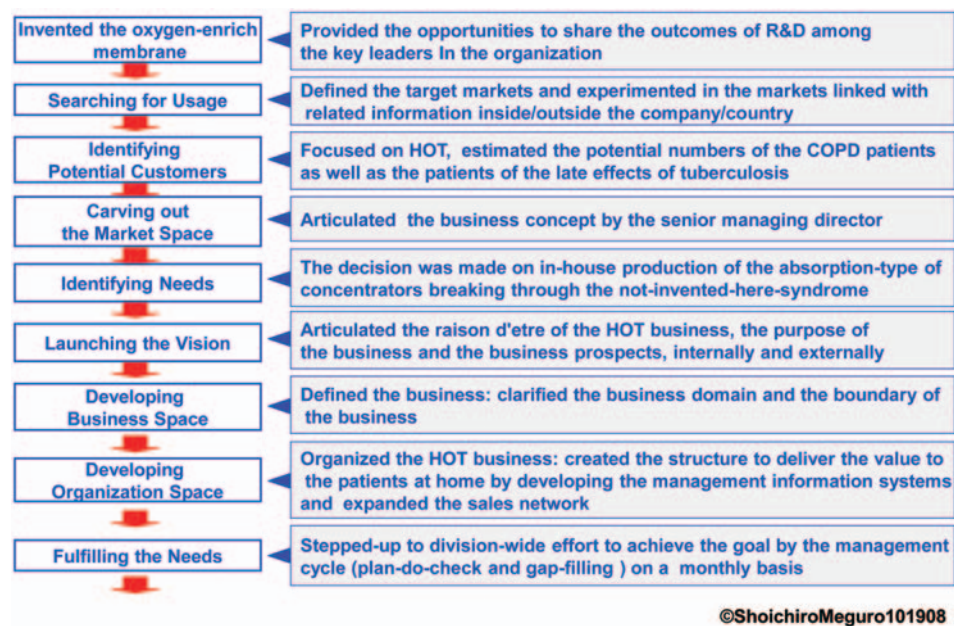 Invented the oxygen-enrich
membrane
Provided the opportunities to share the outcomes of R&D among
the key leaders In the organization
Searching for Usage
Defined the target markets and experimented in the markets linked with
related information inside/outside the company/country
Identifying
Potential Customers
Focused on HOT, estimated the potential numbers of the COPD patients
as well as the patients of the late effects of tuberculosis
Carving out
the Market Space
Articulated the business concept by the senior managing director
Identifying Needs
The decision was made on in-house production of the absorption-type of
concentrators breaking through the not-invented-here-syndrome
Launching the Vision
Articulated the raison d'etre of the HOT business, the purpose of
the business and the business prospects, internally and externally
Developing
Business Space
Defined the business: clarified the business domain and the boundary of
the business
Developing
Organization Space
Organized the HOT business: created the structure to deliver the value to
the patients at home by developing the management information systems
and expanded the sales network
Fulfilling the Needs
Stepped-up to division-wide effort to achieve the goal by the management
cycle (plan-do-check and gap-filling ) on a monthly basis
©ShoichiroMeguro101908